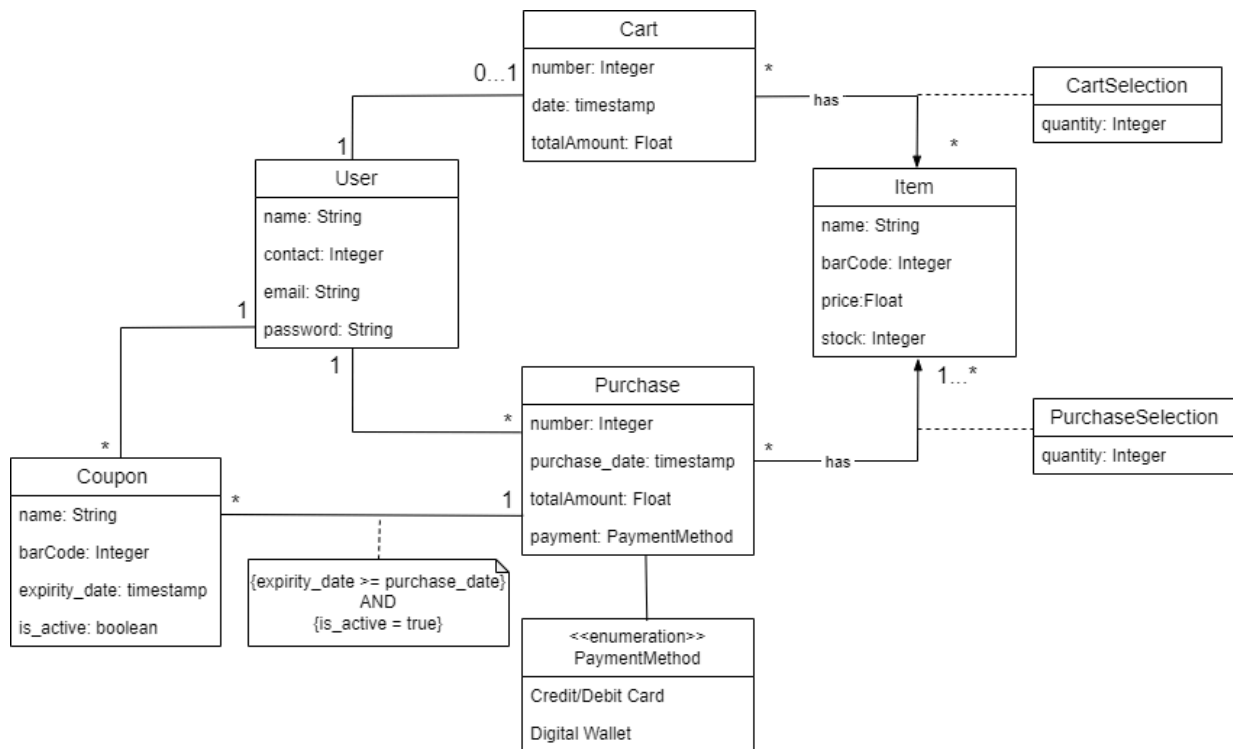 Cart
number: Integer
date: timestamp
totalAmount: Float
0...1
*
has
*
CartSelection
quantity: Integer
1
User
name: String
contact: Integer
email: String
password: String
Item
name: String
barCode: Integer
price:Float
stock: Integer
1
1
1...*
*
*
Purchase
number: Integer
purchase_date: timestamp
totalAmount: Float
payment: PaymentMethod
*
has
PurchaseSelection
quantity: Integer
Coupon
name: String
barCode: Integer
expirity_date: timestamp
is_active: boolean
*
1
{expirity_date >= purchase_date}
AND
{is_active = true}
<<enumeration>>
PaymentMethod
Credit/Debit Card
Digital Wallet